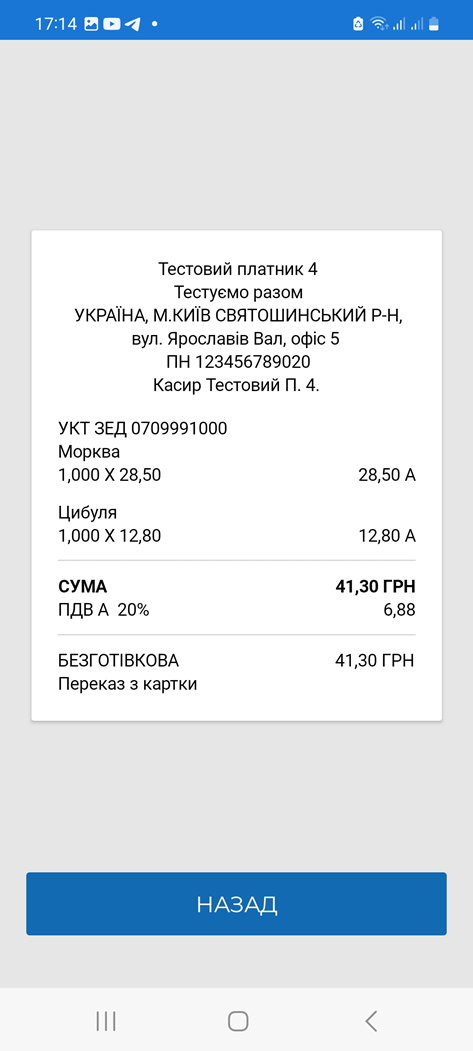 17:14
Тестовий платник 4
Тестуємо разом
УКРАЇНА, М.КИЇВ СВЯТОШИНСЬКИЙ Р-Н,
вул. Ярославів Вал, офіс 5
ПН 123456789020
Касир Тестовий П. 4.
УКТ ЗЕД 0709991000
Морква
1,000 X 28,50 28,50 А
Цибуля
1,000 X 12,80 12,80 А
СУМА 41,30 ГРН
ПДВ А 20% 6,88
БЕЗГОТІВКОВА 41,30 ГРН
Переказ з картки
НАЗАД